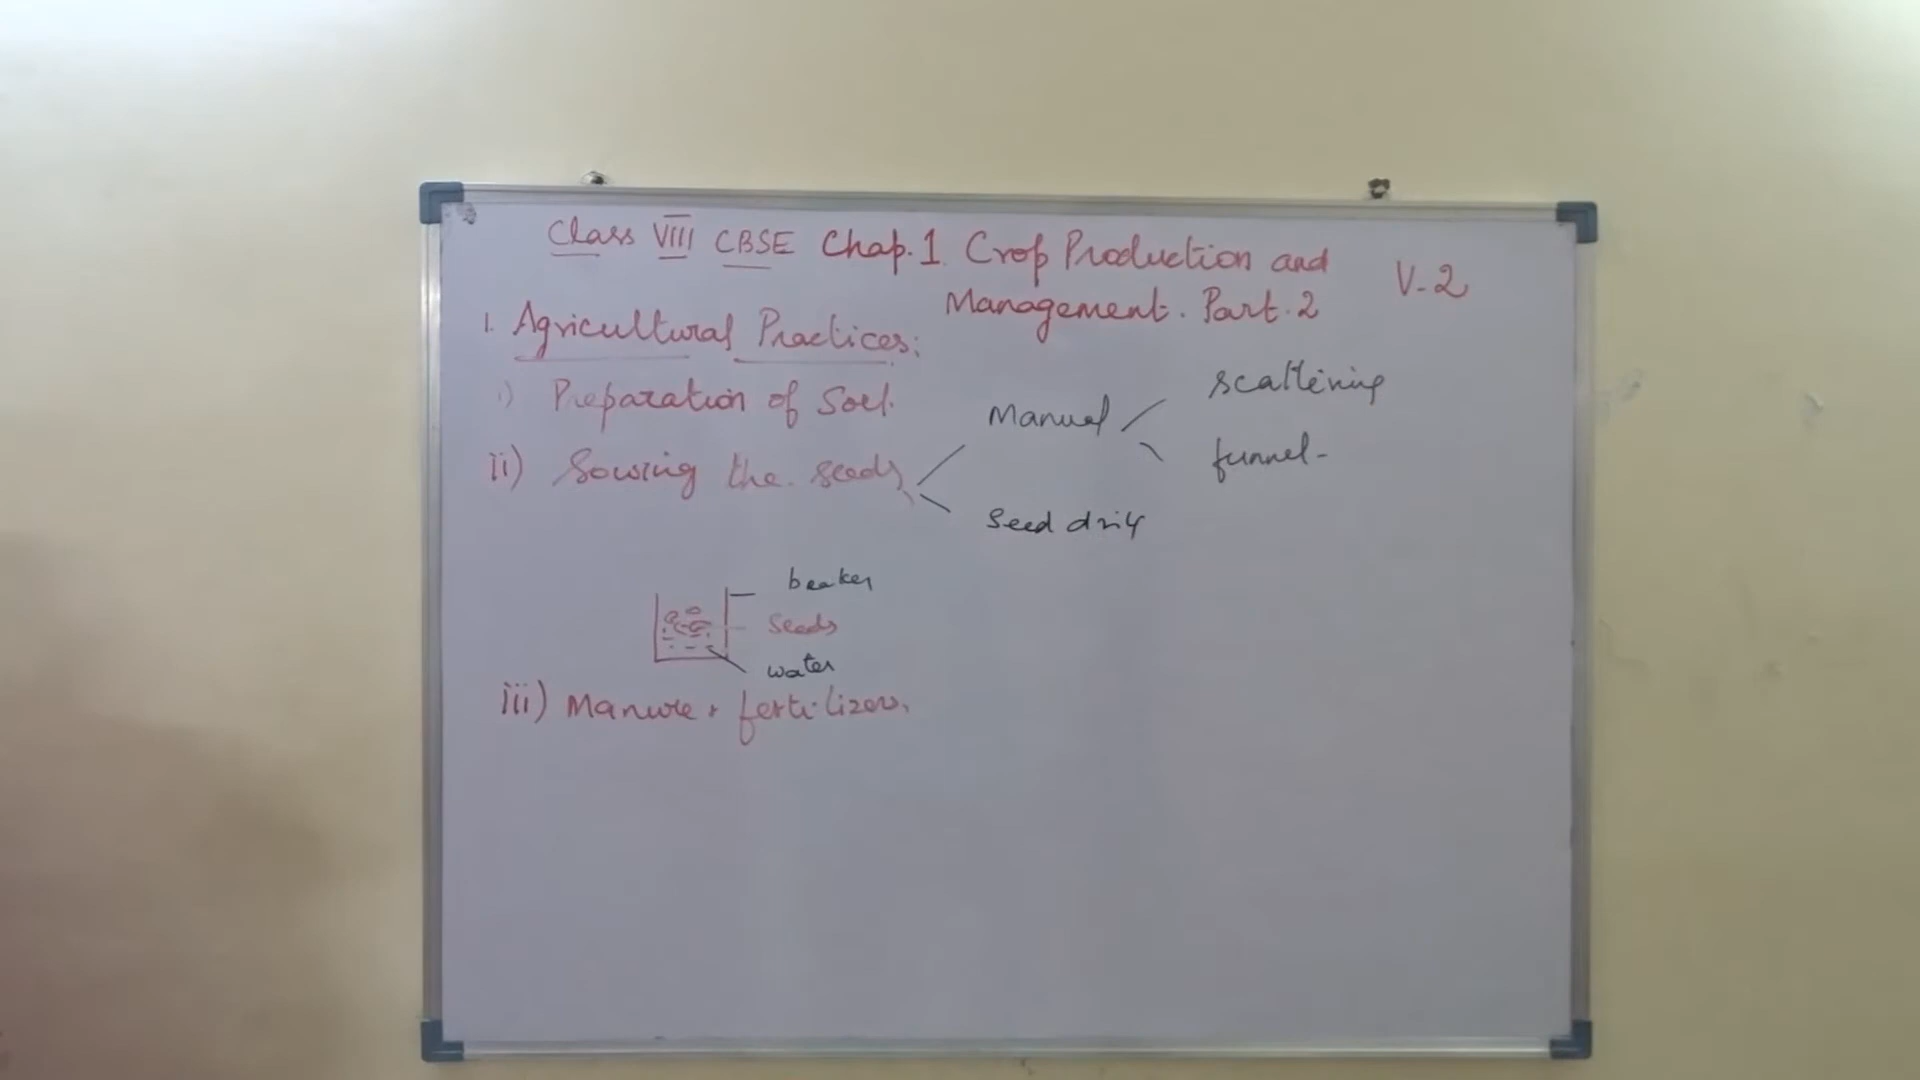 Class VIII CBSE Chap.1. Crop Production and
Management. Part.2
V-2
1. Agricultural Practices:
i) Preparation of Soil.
ii) Sowing the seeds
Manual
scattering
funnel-
Seed drill
beaker
Seeds
water
iii) Manure + fertilizers.